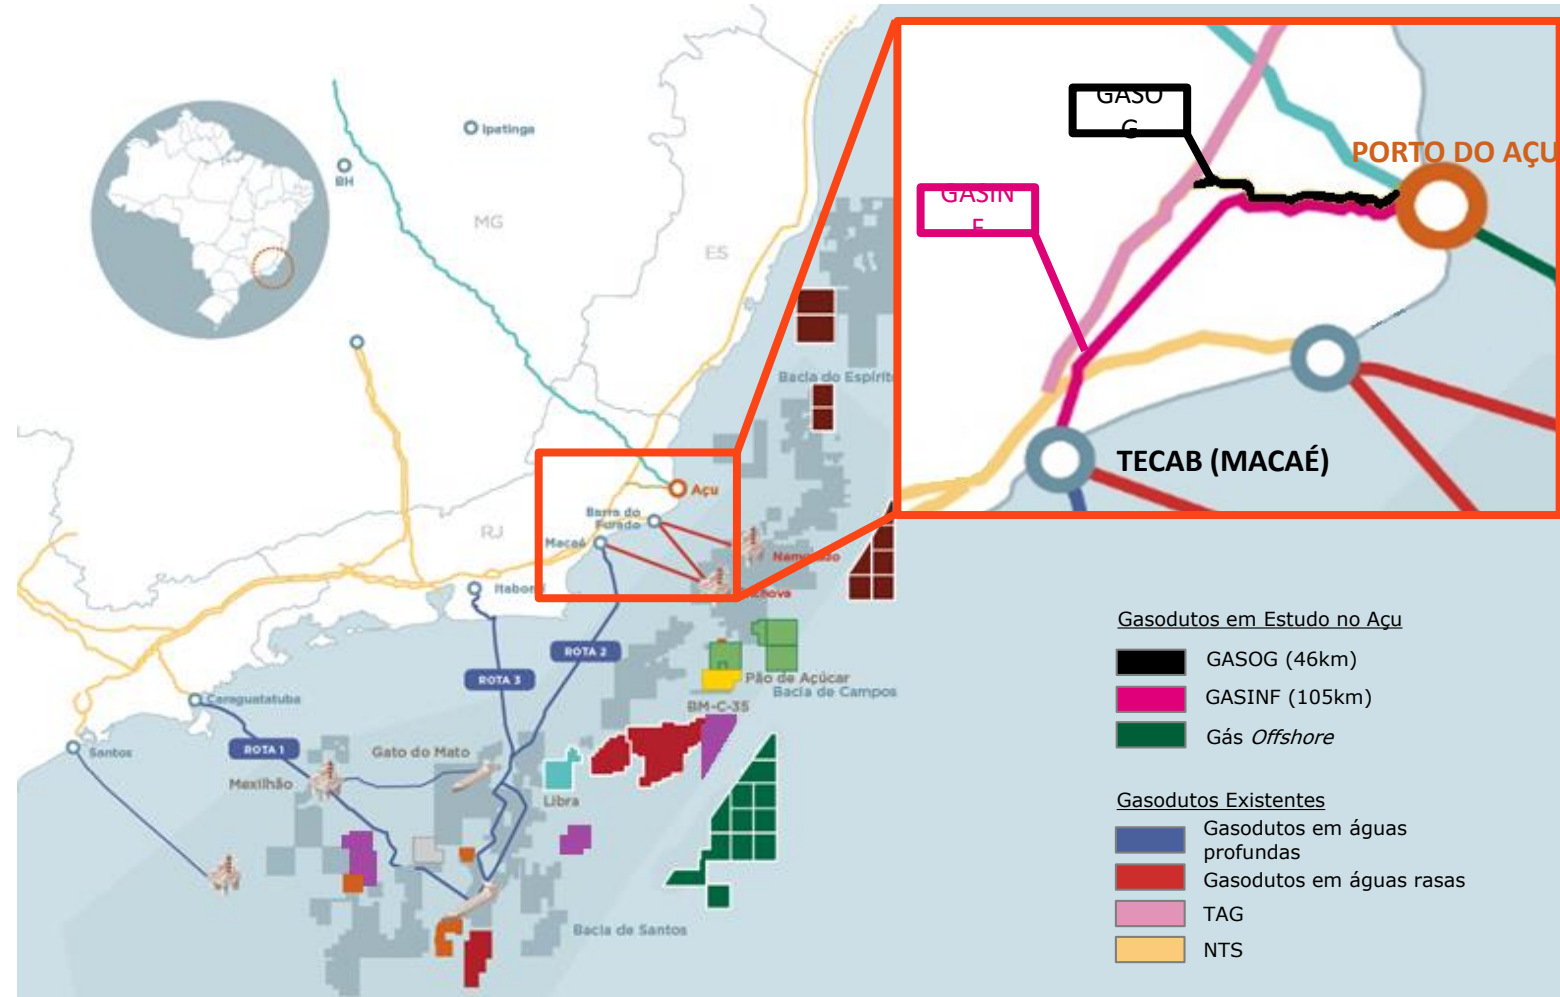 Ipatinga
BH
MG
ES
GASO
G
PORTO DO AÇU
GASIN
F
TECAB (MACAÉ)
Bacia do Espírit
Açu
Barra do
Furado
Macaé
RJ
Namorado
Itabor
chova
ROTA 2
ROTA 3
Pão de Açúcar
Bacia de Campos
BM-C-35
Caraguatatuba
Santos
ROTA 1
Gato do Mato
Mexilhão
Libra
Bacia de Santos
Gasodutos em Estudo no Açu
GASOG (46km)
GASINF (105km)
Gás Offshore
Gasodutos Existentes
Gasodutos em águas
profundas
Gasodutos em águas rasas
TAG
NTS